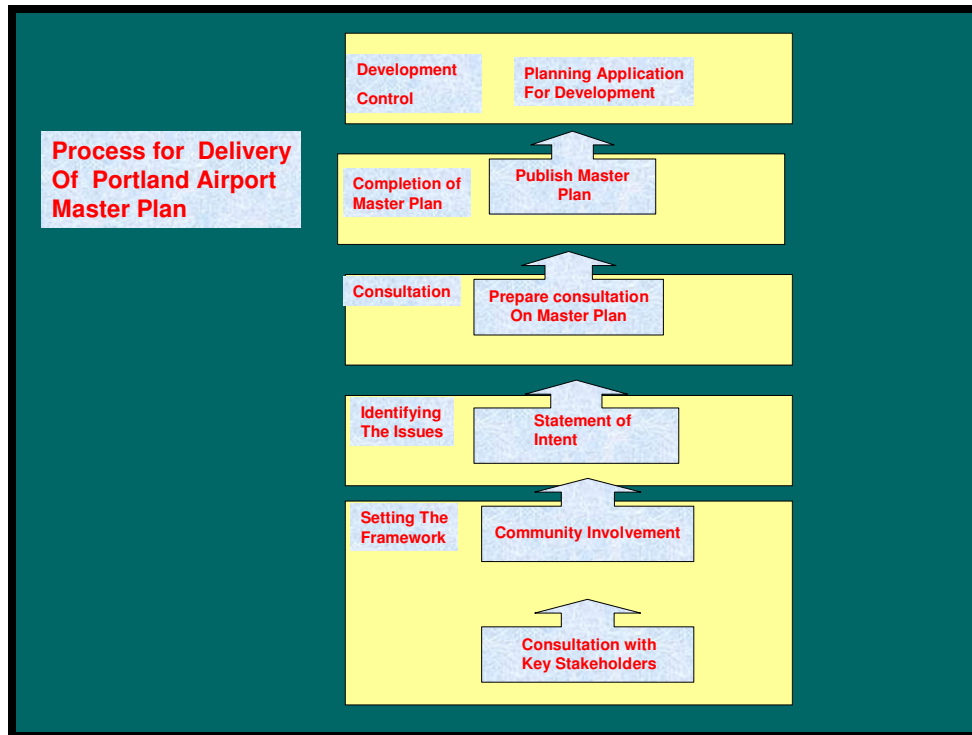 Development
Control
Planning Application
For Development
Process for Delivery
Of Portland Airport
Master Plan
Completion of
Master Plan
Publish Master
Plan
Consultation
Prepare consultation
On Master Plan
Identifying
The Issues
Statement of
Intent
Setting The
Framework
Community Involvement
Consultation with
Key Stakeholders